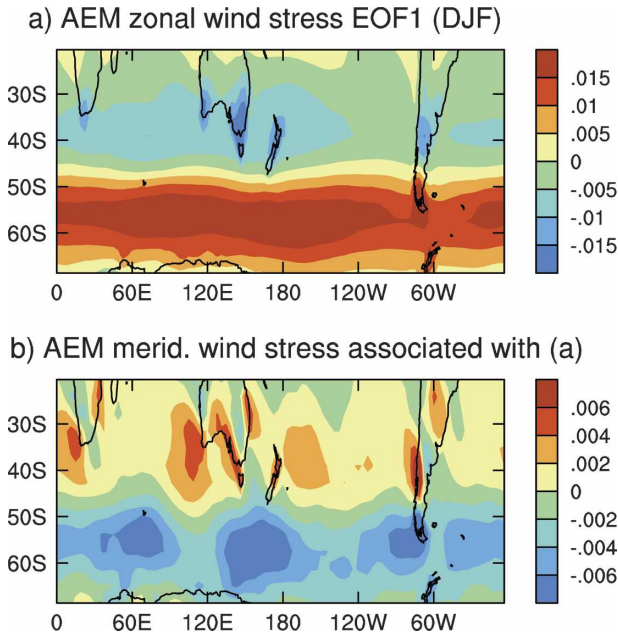 a) AEM zonal wind stress EOF1 (DJF)
30S
40S
50S
60S
0 60E 120E 180 120W 60W
.015
.01
.005
0
-.005
-.01
-.015
b) AEM merid. wind stress associated with (a)
30S
40S
50S
60S
0 60E 120E 180 120W 60W
.006
.004
.002
0
-.002
-.004
-.006